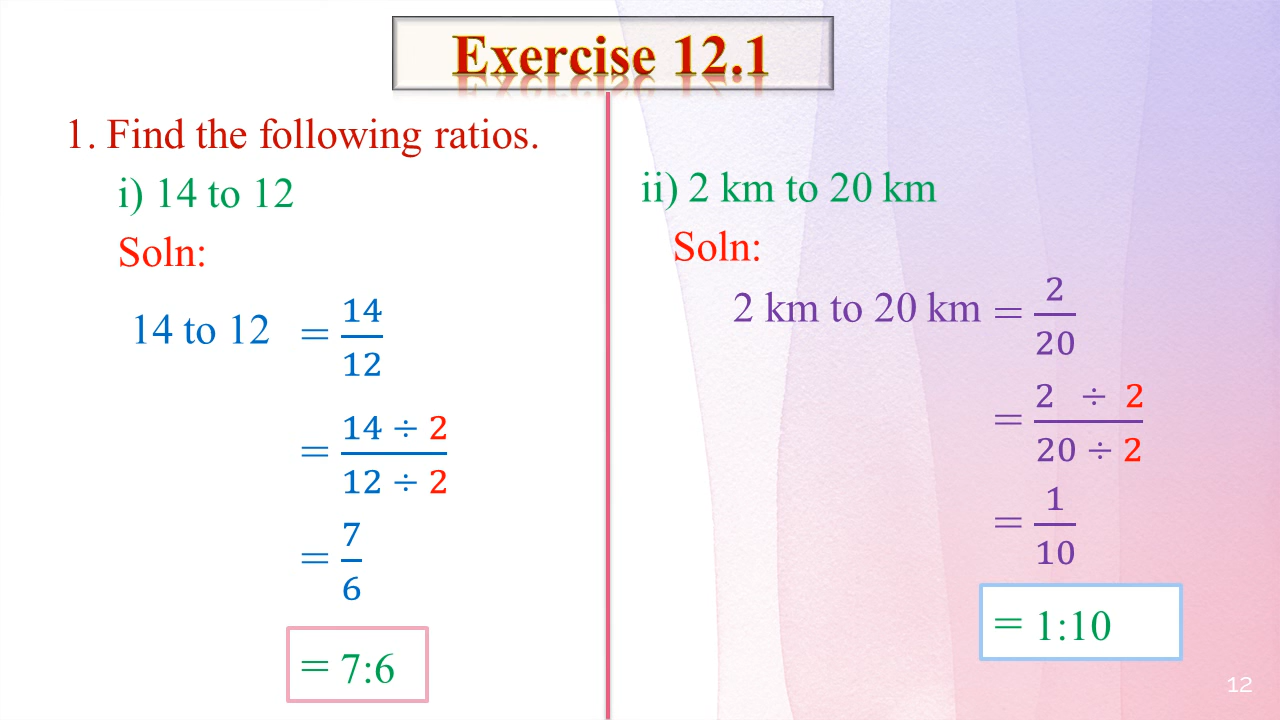 Exercise 12.1
1. Find the following ratios.
i) 14 to 12
Soln:
14 to 12 = 14/12
= 14 ÷ 2 / 12 ÷ 2
= 7/6
= 7:6
ii) 2 km to 20 km
Soln:
2 km to 20 km = 2/20
= 2 ÷ 2 / 20 ÷ 2
= 1/10
= 1:10
12